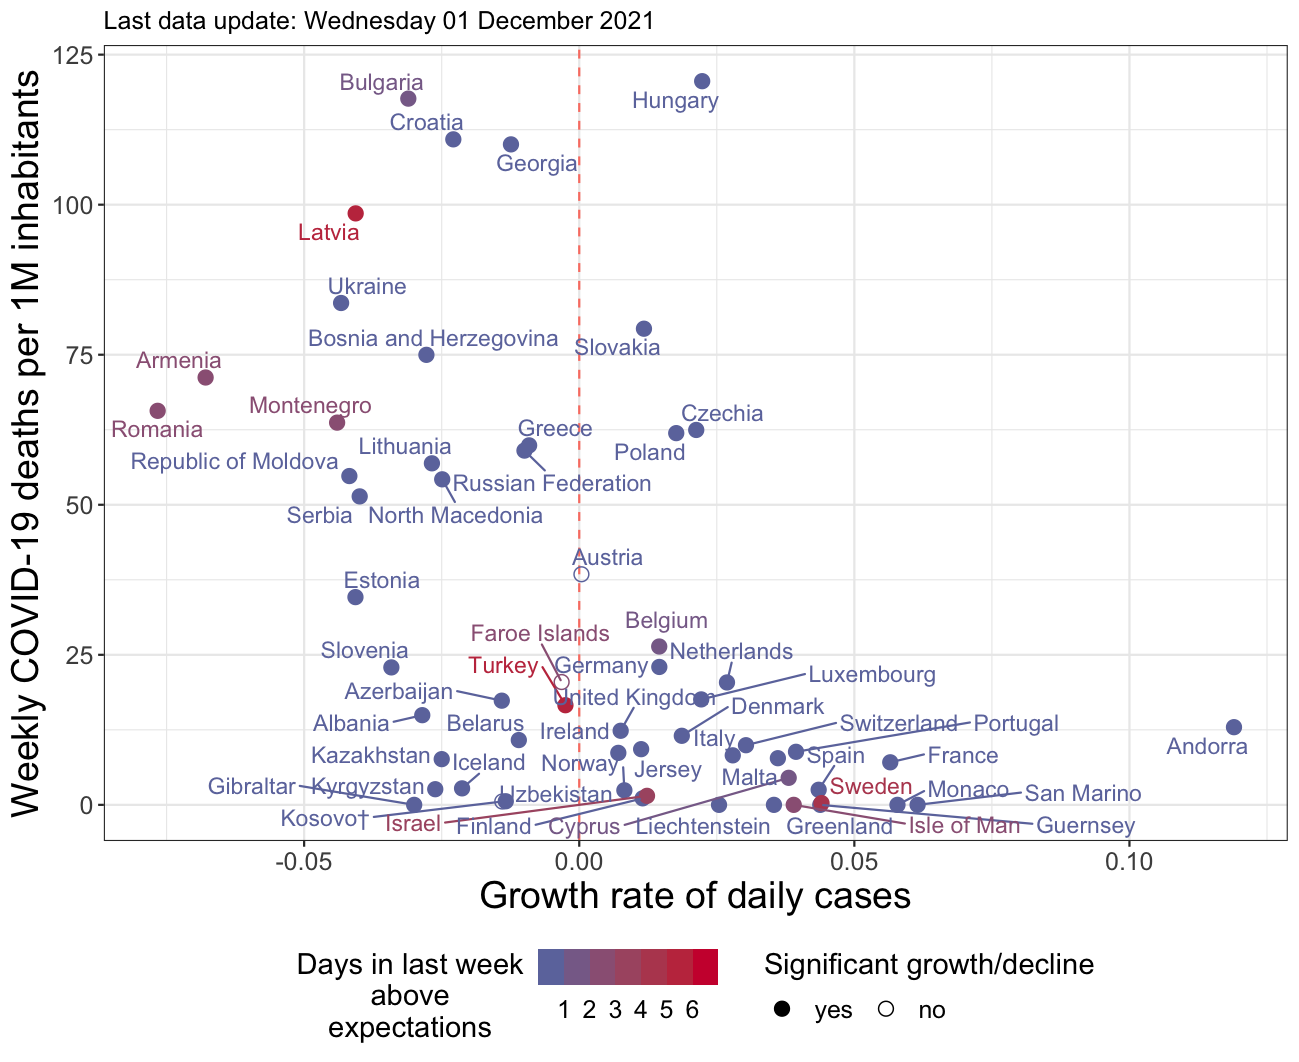 Last data update: Wednesday 01 December 2021
Weekly COVID-19 deaths per 1M inhabitants
125
100
75
50
25
0
Bulgaria
Hungary
Croatia
Georgia
Latvia
Ukraine
Bosnia and Herzegovina
Slovakia
Armenia
Montenegro
Romania
Czechia
Greece
Lithuania
Poland
Republic of Moldova
Russian Federation
Serbia
North Macedonia
Austria
Estonia
Belgium
Faroe Islands
Slovenia
Netherlands
Turkey
Germany
Luxembourg
Azerbaijan
United Kingdom
Denmark
Albania
Belarus
Ireland
Italy
Switzerland
Portugal
Andorra
Kazakhstan
Iceland
Norway
Jersey
Spain
France
Malta
Gibraltar
Kyrgyzstan
Uzbekistan
Sweden
Monaco
San Marino
Kosovo†
Israel
Finland
Cyprus
Liechtenstein
Greenland
Isle of Man
Guernsey
-0.05
0.00
0.05
0.10
Growth rate of daily cases
Days in last week
above
expectations
1 2 3 4 5 6
Significant growth/decline
yes
no